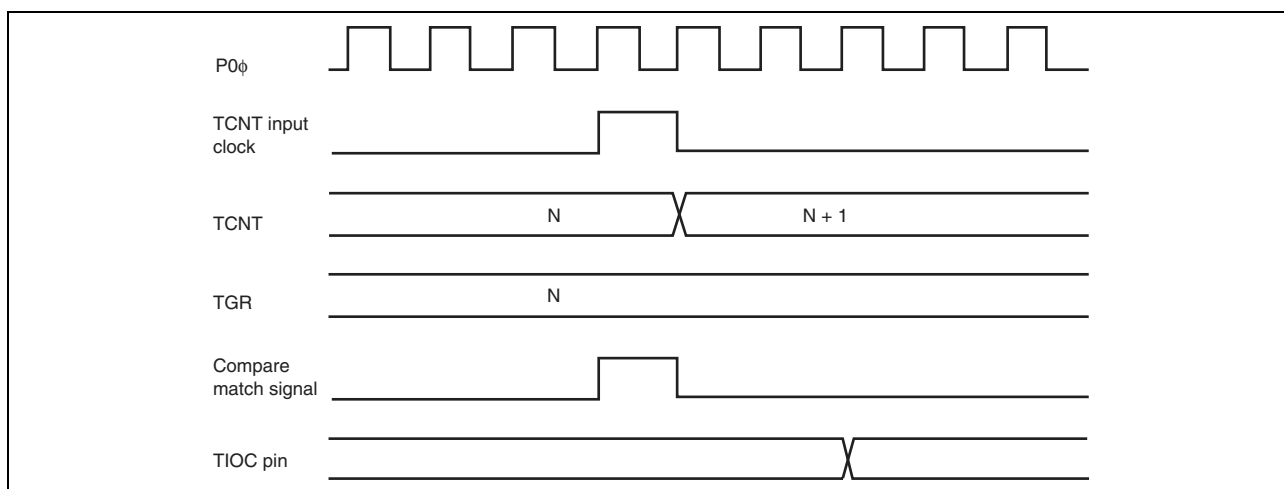 P0ϕ
TCNT input
clock
TCNT
N
N + 1
TGR
N
Compare
match signal
TIOC pin